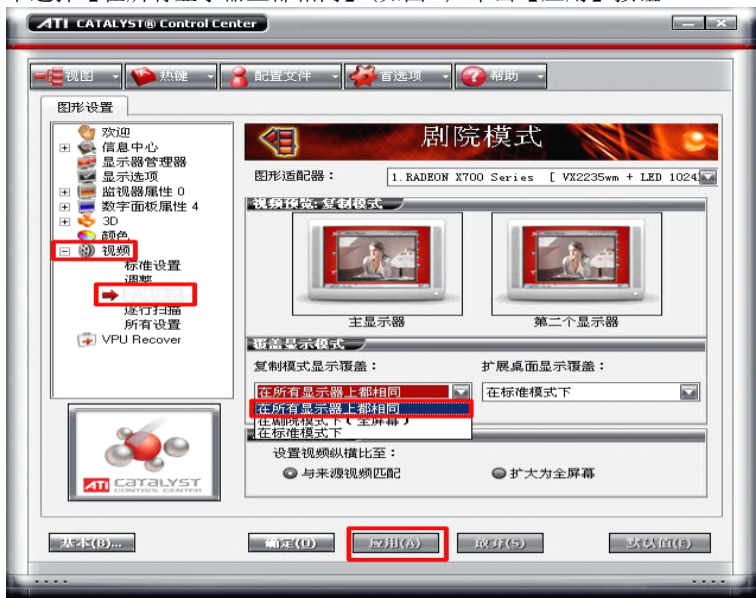 ATI CATALYST® Control Center
视图
热键
配置文件
首选项
帮助
图形设置
欢迎
信息中心
显示器管理器
显示选项
监视器属性 0
数字面板属性 4
3D
颜色
视频
标准设置
调整
逐行扫描
所有设置
VPU Recover
剧院模式
图形适配器：
1. RADEON X700 Series [ VX2235wm + LED 1024
视频预览:复制模式
主显示器
第二个显示器
覆盖显示模式
复制模式显示覆盖：
扩展桌面显示覆盖：
在所有显示器上都相同
在标准模式下
在所有显示器上都相同
在剧院模式下（全屏幕）
在标准模式下
设置视频纵横比至：
与来源视频匹配
扩大为全屏幕
ATI CATALYST
CONTROL CENTER
基本(B)...
确定(O)
应用(A)
放弃(S)
默认值(E)